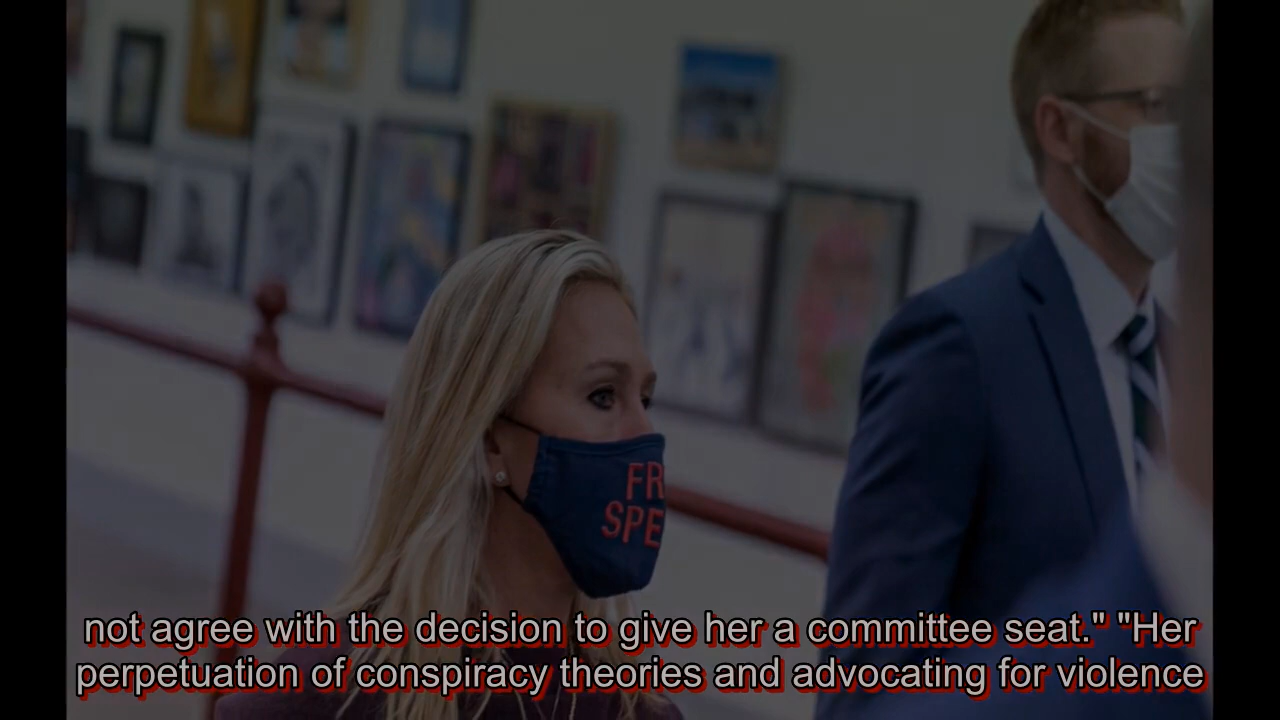 FR
SPE
not agree with the decision to give her a committee seat." "Her
perpetuation of conspiracy theories and advocating for violence